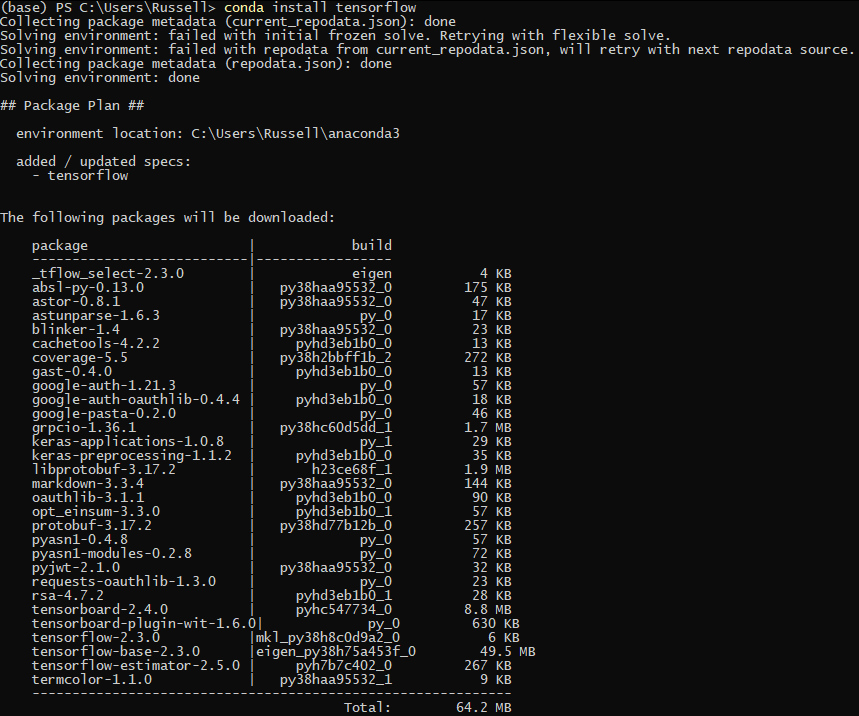 (base) PS C:\Users\Russell> conda install tensorflow
Collecting package metadata (current_repodata.json): done
Solving environment: failed with initial frozen solve. Retrying with flexible solve.
Solving environment: failed with repodata from current_repodata.json, will retry with next repodata source.
Collecting package metadata (repodata.json): done
Solving environment: done

## Package Plan ##

  environment location: C:\Users\Russell\anaconda3

  added / updated specs:
    - tensorflow


The following packages will be downloaded:

    package                    |            build
    ---------------------------|-----------------
    _tflow_select-2.3.0        |            eigen           4 KB
    absl-py-0.13.0             |   py38haa95532_0         175 KB
    astor-0.8.1                |   py38haa95532_0          47 KB
    astunparse-1.6.3           |             py_0          17 KB
    blinker-1.4                |   py38haa95532_0          23 KB
    cachetools-4.2.2           |     pyhd3eb1b0_0          13 KB
    coverage-5.5               |   py38h2bbff1b_2         272 KB
    gast-0.4.0                 |     pyhd3eb1b0_0          13 KB
    google-auth-1.21.3         |             py_0          57 KB
    google-auth-oauthlib-0.4.4 |     pyhd3eb1b0_0          18 KB
    google-pasta-0.2.0         |             py_0          46 KB
    grpcio-1.36.1              |   py38hc60d5dd_1         1.7 MB
    keras-applications-1.0.8   |             py_1          29 KB
    keras-preprocessing-1.1.2  |     pyhd3eb1b0_0          35 KB
    libprotobuf-3.17.2         |       h23ce68f_1         1.9 MB
    markdown-3.3.4             |   py38haa95532_0         144 KB
    oauthlib-3.1.1             |     pyhd3eb1b0_0          90 KB
    opt_einsum-3.3.0           |     pyhd3eb1b0_1          57 KB
    protobuf-3.17.2            |   py38hd77b12b_0         257 KB
    pyasn1-0.4.8               |             py_0          57 KB
    pyasn1-modules-0.2.8       |             py_0          72 KB
    pyjwt-2.1.0                |   py38haa95532_0          32 KB
    requests-oauthlib-1.3.0    |             py_0          23 KB
    rsa-4.7.2                  |     pyhd3eb1b0_1          28 KB
    tensorboard-2.4.0          |     pyhc547734_0         8.8 MB
    tensorboard-plugin-wit-1.6.0|             py_0         630 KB
    tensorflow-2.3.0           |mkl_py38h8c0d9a2_0           6 KB
    tensorflow-base-2.3.0      |eigen_py38h75a453f_0        49.5 MB
    tensorflow-estimator-2.5.0 |     pyh7b7c402_0         267 KB
    termcolor-1.1.0            |   py38haa95532_1           9 KB
    ------------------------------------------------------------
                                           Total:        64.2 MB